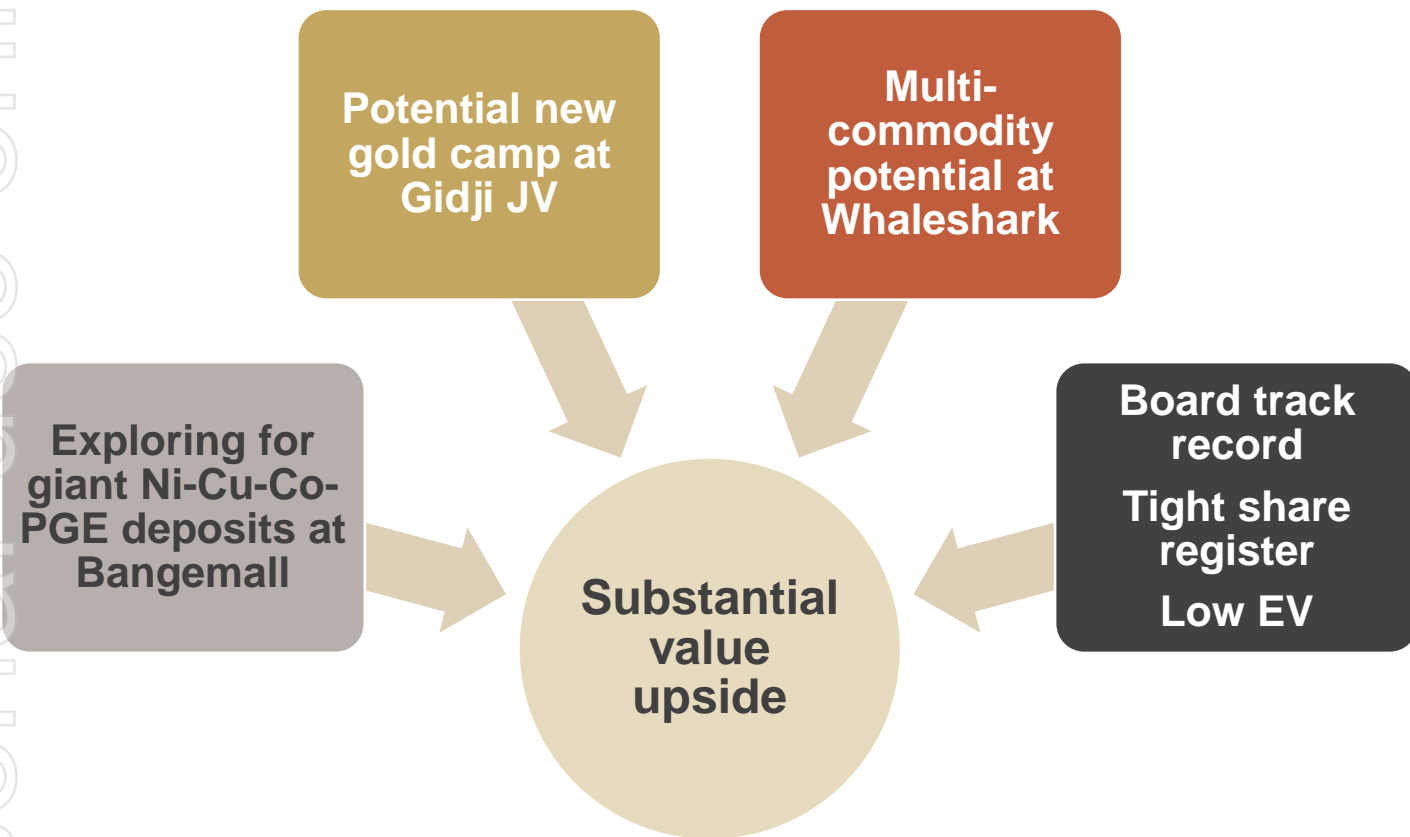 Potential new
gold camp at
Gidji JV
Multi-
commodity
potential at
Whaleshark
Exploring for
giant Ni-Cu-Co-
PGE deposits at
Bangemall
Board track
record
Tight share
register
Low EV
Substantial
value
upside